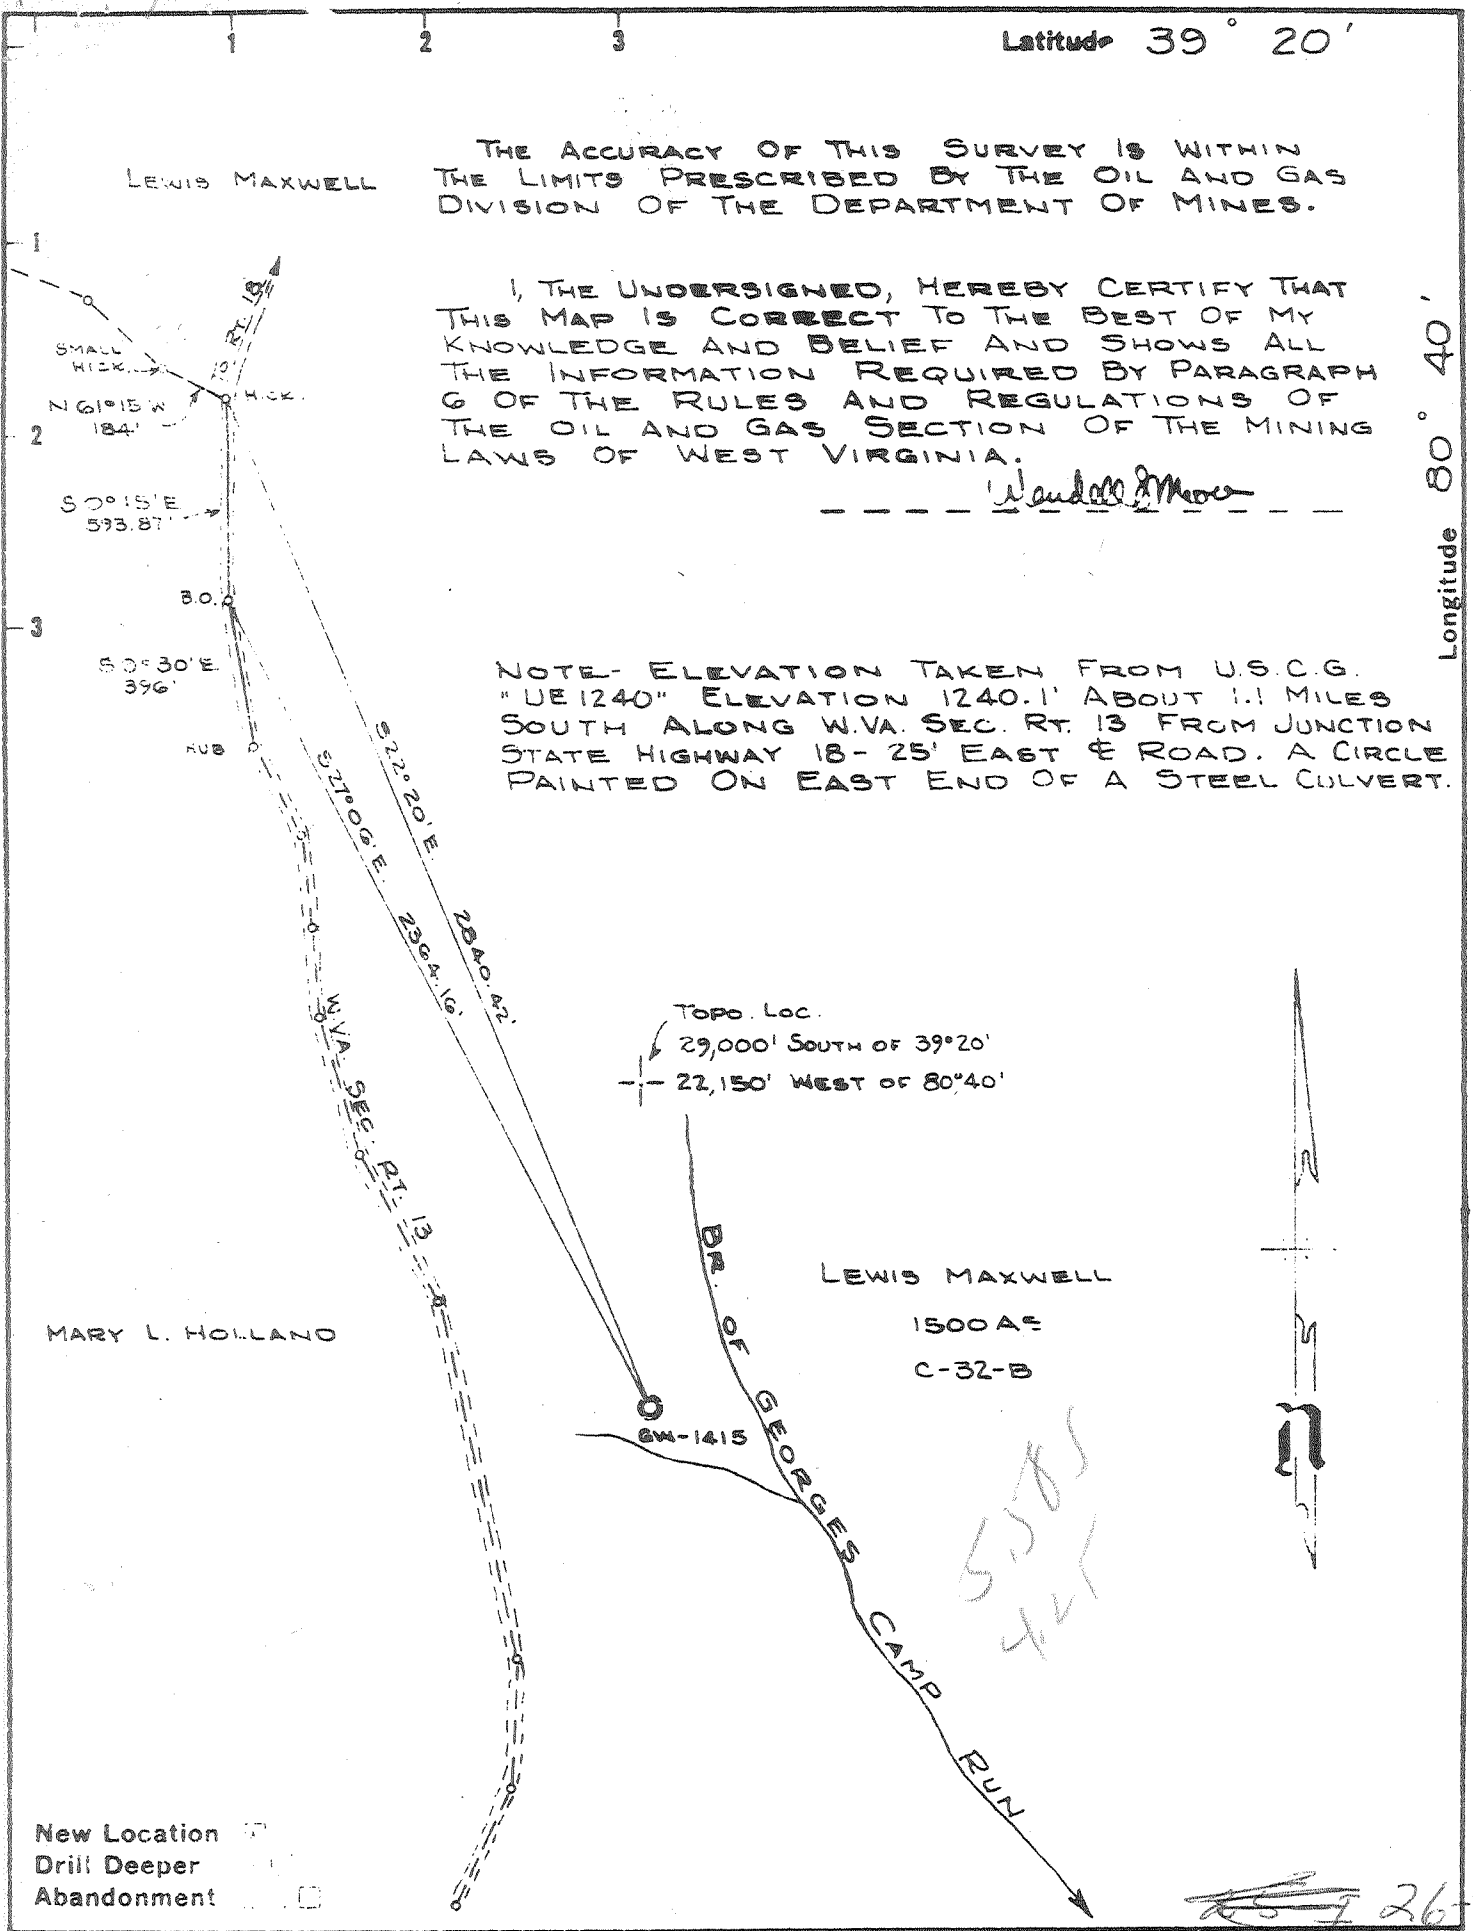 1 2 3
Latitude 39° 20'
LEWIS MAXWELL
THE ACCURACY OF THIS SURVEY IS WITHIN
THE LIMITS PRESCRIBED BY THE OIL AND GAS
DIVISION OF THE DEPARTMENT OF MINES.
1
I, THE UNDERSIGNED, HEREBY CERTIFY THAT
THIS MAP IS CORRECT TO THE BEST OF MY
KNOWLEDGE AND BELIEF AND SHOWS ALL
THE INFORMATION REQUIRED BY PARAGRAPH
6 OF THE RULES AND REGULATIONS OF
THE OIL AND GAS SECTION OF THE MINING
LAWS OF WEST VIRGINIA.
Longitude 80° 40'
RT. 18
SMALL
HICK.
HICK.
N 61°15'W
184'
2
S 0°15'E
593.87'
B.O.
3
396'
HUB
NOTE- ELEVATION TAKEN FROM U.S.C.G.
"UE 1240" ELEVATION 1240.1' ABOUT 1.1 MILES
SOUTH ALONG W.VA. SEC. RT. 13 FROM JUNCTION
STATE HIGHWAY 18- 25' EAST ℄ ROAD. A CIRCLE
PAINTED ON EAST END OF A STEEL CULVERT.
S27°06'E. 2364.16'
S22°20'E. 2840.42'
TOPO. LOC.
29,000' SOUTH OF 39°20'
22,150' WEST OF 80°40'
W.VA. SEC. RT. 13
BR. OF GEORGES CAMP RUN
LEWIS MAXWELL
1500 Ac
C-32-B
MARY L. HOLLAND
GW-1415
N
New Location
Drill Deeper
Abandonment
26-